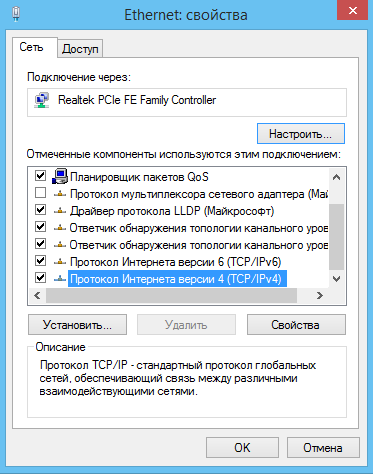 Ethernet: свойства
Сеть
Доступ
Подключение через:
Realtek PCIe FE Family Controller
Настроить...
Отмеченные компоненты используются этим подключением:
Планировщик пакетов QoS
Протокол мультиплексора сетевого адаптера (Май
Драйвер протокола LLDP (Майкрософт)
Ответчик обнаружения топологии канального уров
Ответчик обнаружения топологии канального уров
Протокол Интернета версии 6 (TCP/IPv6)
Протокол Интернета версии 4 (TCP/IPv4)
Установить...
Удалить
Свойства
Описание
Протокол TCP/IP - стандартный протокол глобальных
сетей, обеспечивающий связь между различными
взаимодействующими сетями.
OK
Отмена